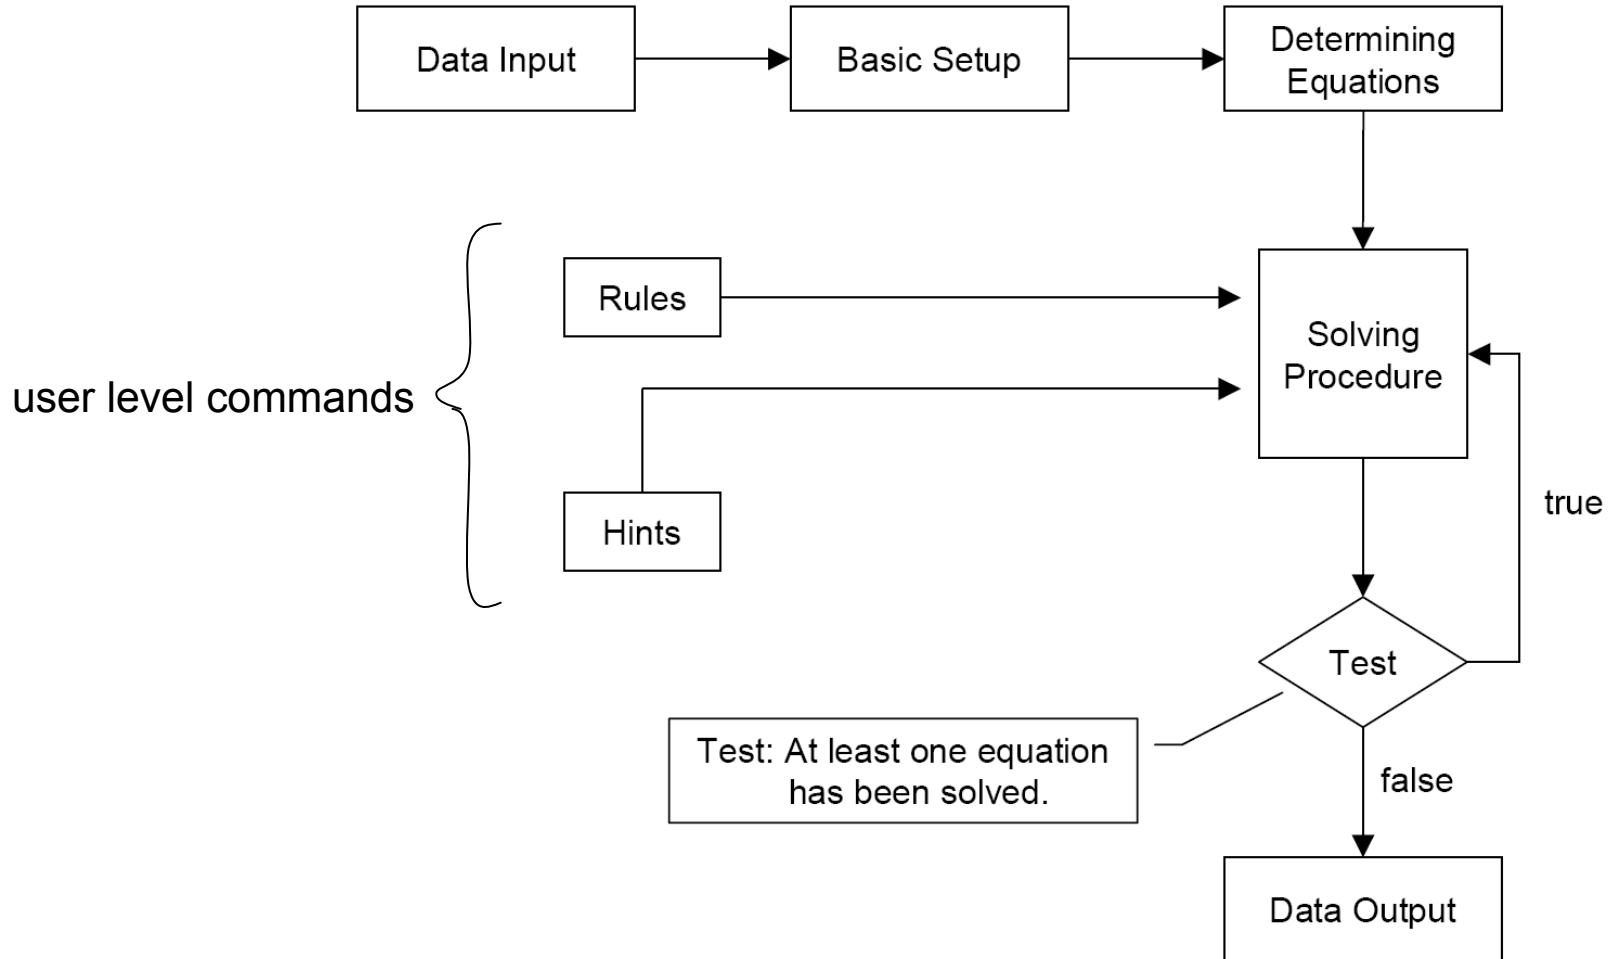 Data Input
Basic Setup
Determining
Equations
Rules
Solving
Procedure
user level commands
Hints
true
Test
Test: At least one equation
has been solved.
false
Data Output